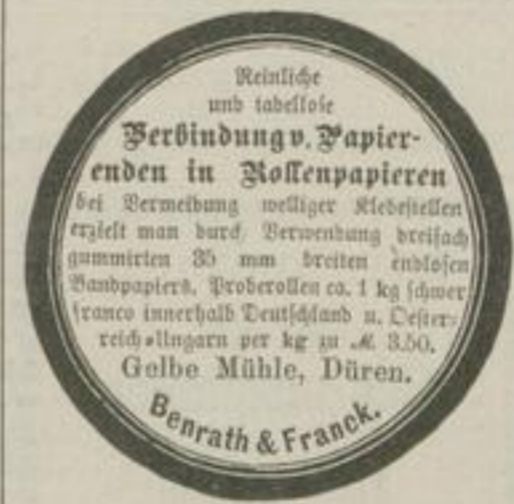 Reinliche
und tadellose
Verbindung v. Papier-
enden in Rollenpapieren
bei Vermeidung welliger Klebestellen
erzielt man durch Verwendung dreifach
gummirten 35 mm breiten endlosen
Bandpapiers. Proberollen ca. 1 kg schwer
franco innerhalb Deutschland u. Oester-
reich-Ungarn per kg zu M. 3.50.
Gelbe Mühle, Düren.
Benrath & Franck.